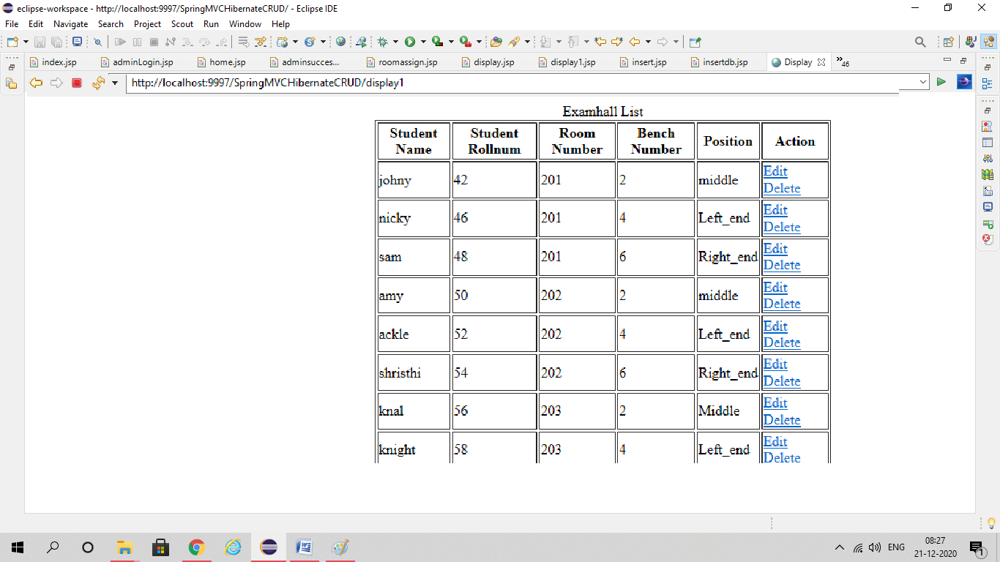 eclipse-workspace - http://localhost:9997/SpringMVCHibernateCRUD/ - Eclipse IDE
File Edit Navigate Search Project Scout Run Window Help
index.jsp adminLogin.jsp home.jsp adminsucces... roomassign.jsp display.jsp display1.jsp insert.jsp insertdb.jsp Display »46
http://localhost:9997/SpringMVCHibernateCRUD/display1
Examhall List
Student Name Student Rollnum Room Number Bench Number Position Action
johny 42 201 2 middle Edit Delete
nicky 46 201 4 Left_end Edit Delete
sam 48 201 6 Right_end Edit Delete
amy 50 202 2 middle Edit Delete
ackle 52 202 4 Left_end Edit Delete
shristhi 54 202 6 Right_end Edit Delete
knal 56 203 2 Middle Edit Delete
knight 58 203 4 Left_end Edit Delete
ENG 08:27
21-12-2020 1